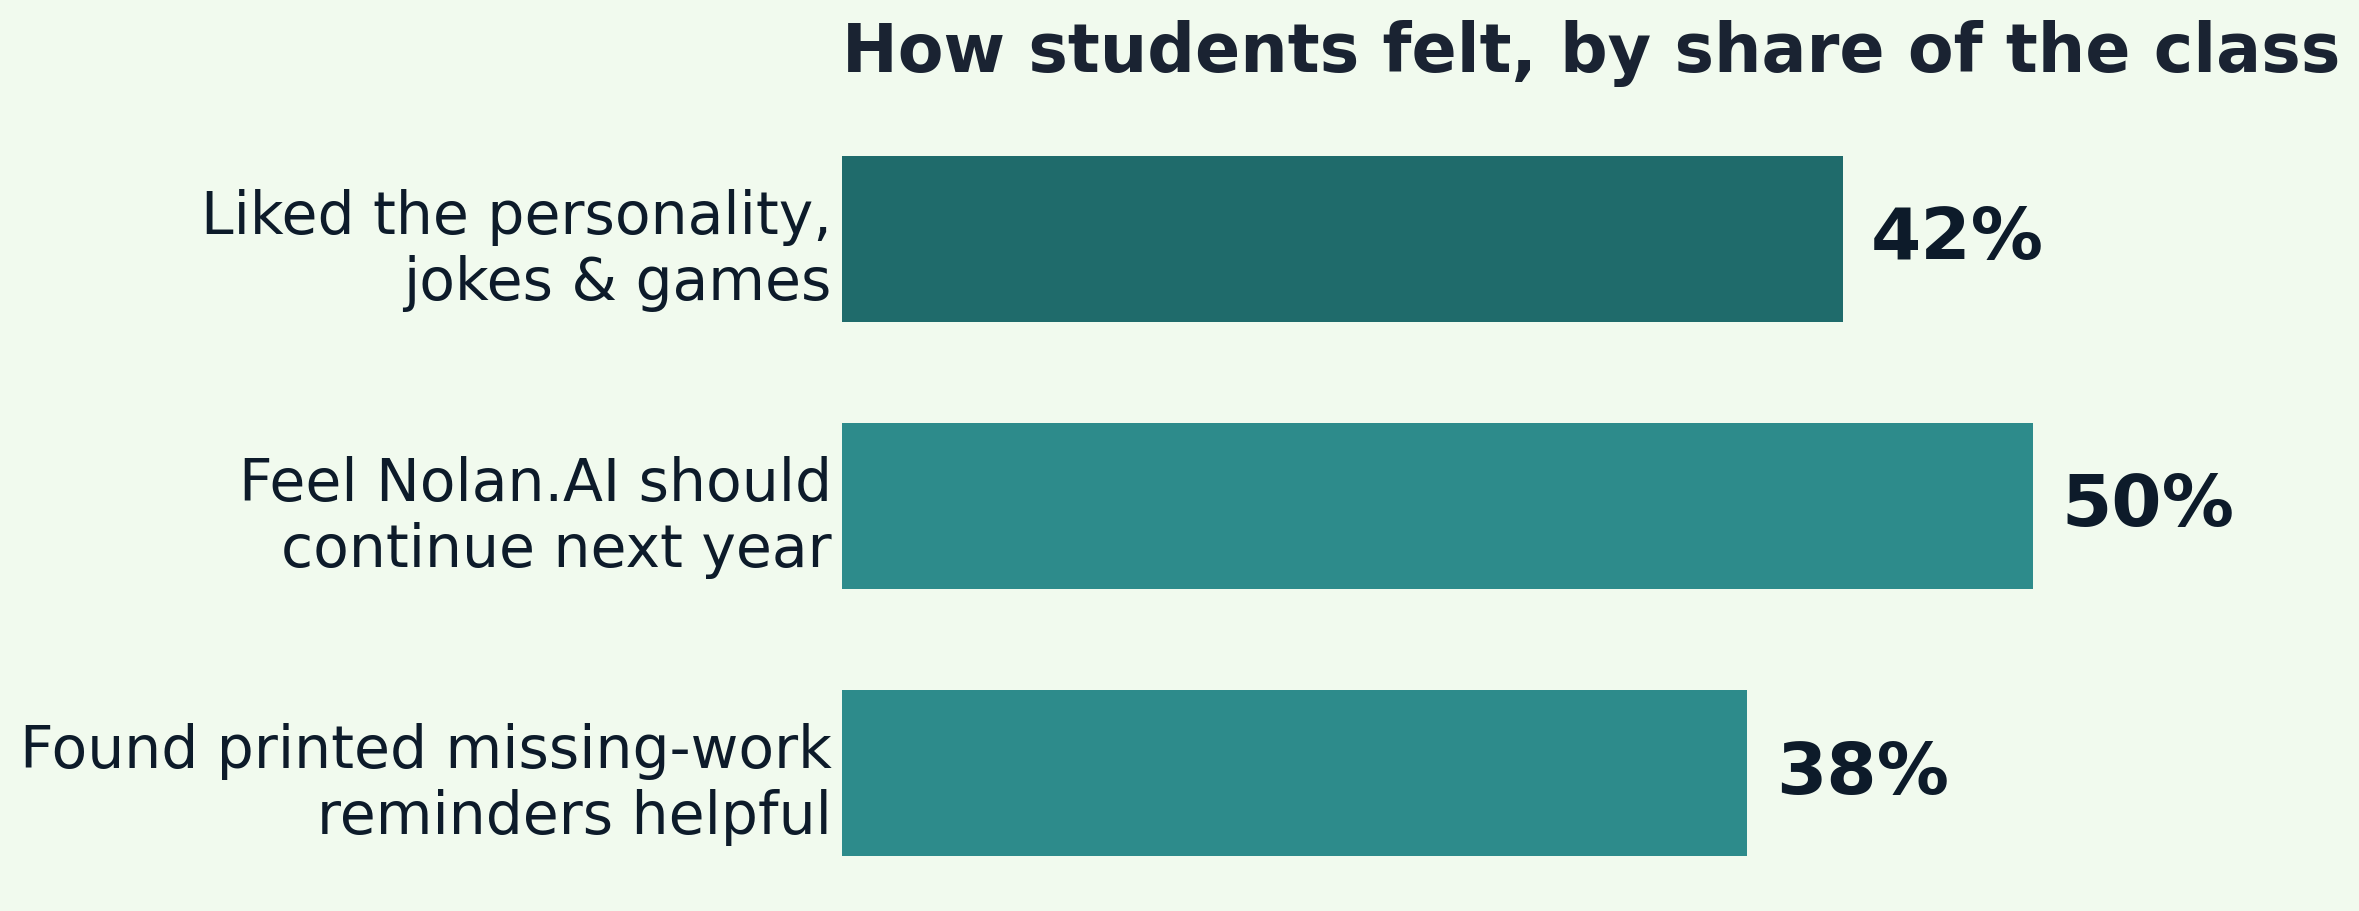 How students felt, by share of the class
Liked the personality,
jokes & games
42%
Feel Nolan.AI should
continue next year
50%
Found printed missing-work
reminders helpful
38%